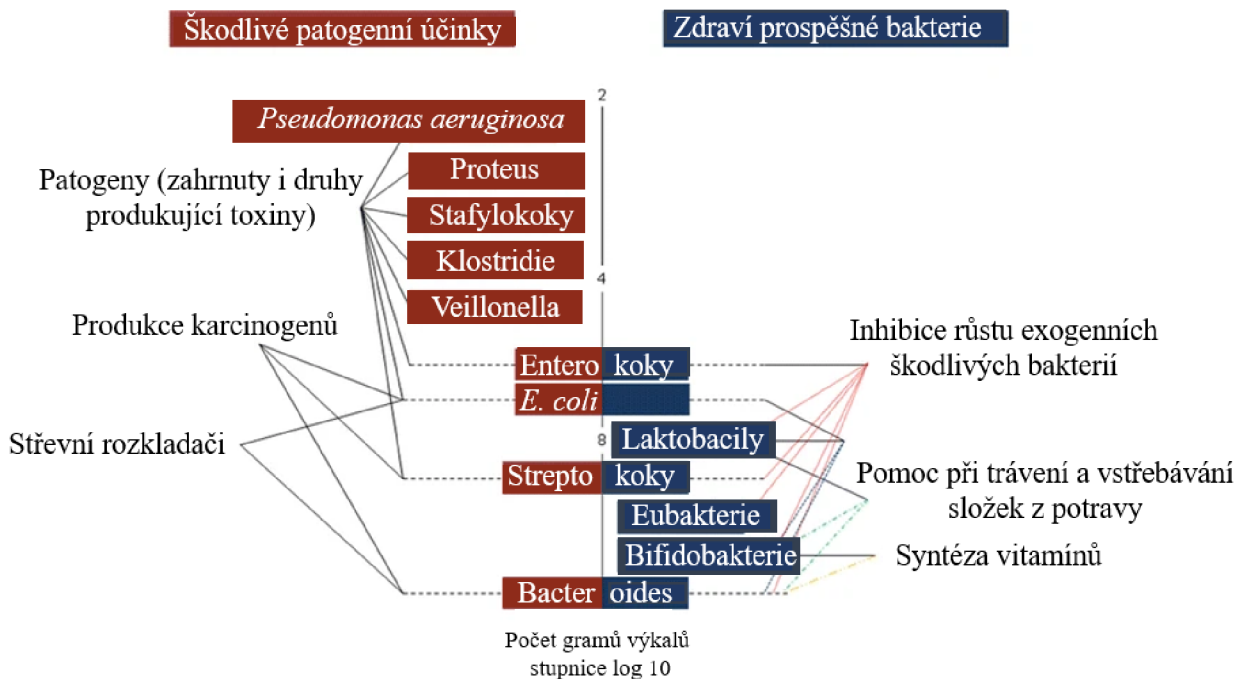 Škodlivé patogenní účinky
Zdraví prospěšné bakterie
2
Pseudomonas aeruginosa
Patogeny (zahrnuty i druhy
produkující toxiny)
Proteus
Stafylokoky
Klostridie
4
Veillonella
Produkce karcinogenů
Inhibice růstu exogenních
škodlivých bakterií
Entero koky
E. coli
Střevní rozkladači
8
Laktobacily
Strepto koky
Pomoc při trávení a vstřebávání
složek z potravy
Eubakterie
Bifidobakterie
Syntéza vitamínů
Bacter oides
Počet gramů výkalů
stupnice log 10